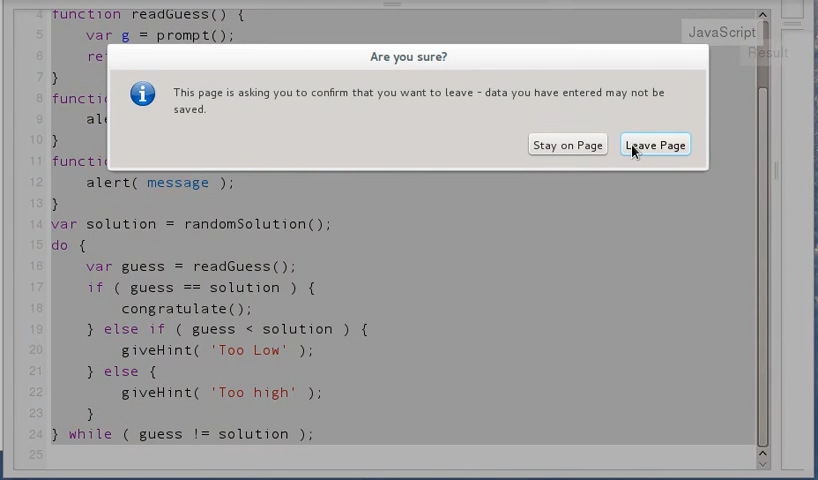 4 function readGuess() {
5 var g = prompt();
6 re
7 }
Are you sure?
This page is asking you to confirm that you want to leave - data you have entered may not be
saved.
Stay on Page
Leave Page
JavaScript
Result
8 functi
9 ale
10 }
11 functi
12 alert( message );
13 }
14 var solution = randomSolution();
15 do {
16 var guess = readGuess();
17 if ( guess == solution ) {
18 congratulate();
19 } else if ( guess < solution ) {
20 giveHint( 'Too Low' );
21 } else {
22 giveHint( 'Too high' );
23 }
24 } while ( guess != solution );
25